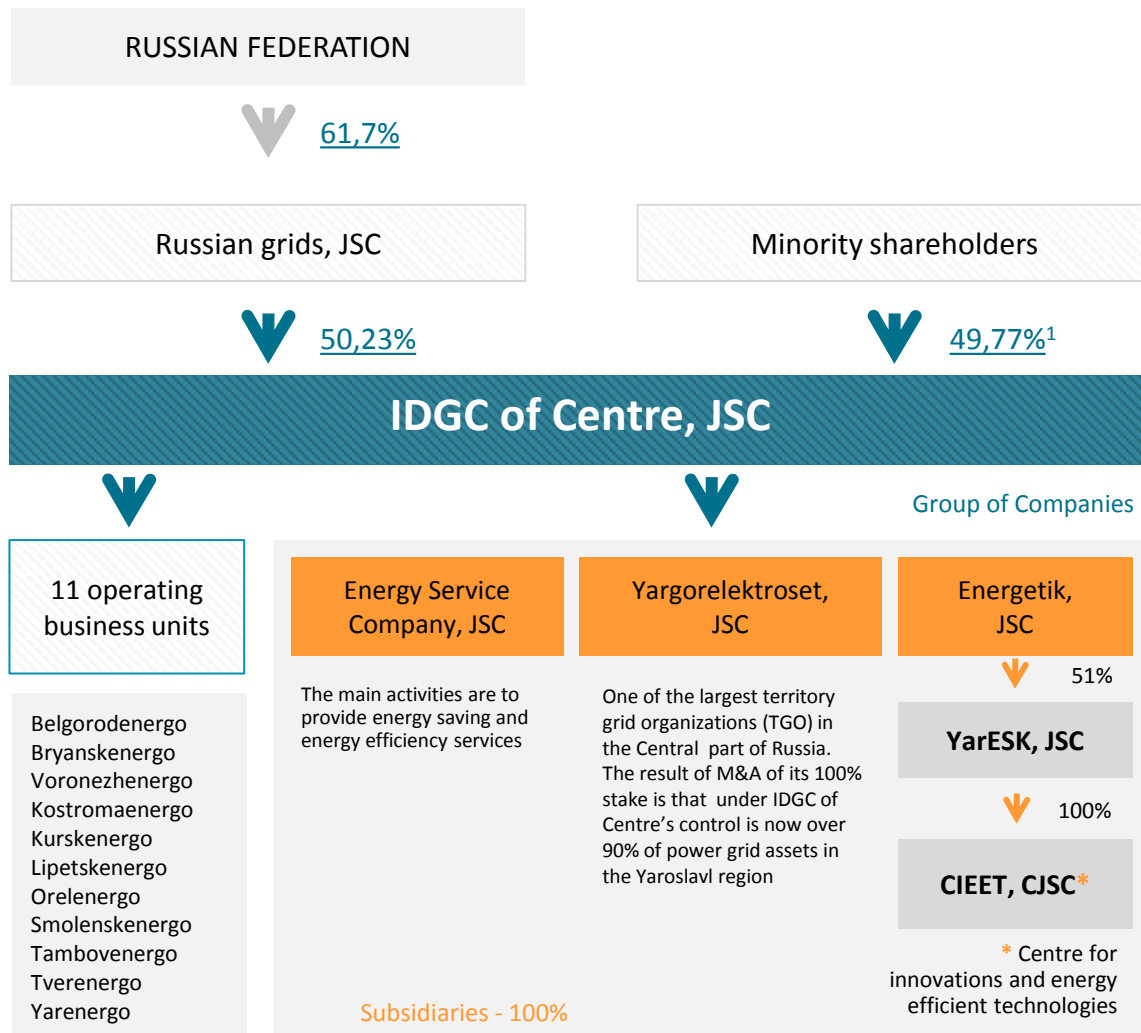 RUSSIAN FEDERATION
61,7%
Russian grids, JSC
Minority shareholders
50,23%
49,77%¹
IDGC of Centre, JSC
Group of Companies
11 operating
business units
Belgorodenergo
Bryanskenergo
Voronezhenergo
Kostromaenergo
Kurskenergo
Lipetskenergo
Orelenergo
Smolenskenergo
Tambovenergo
Tverenergo
Yarenergo
Energy Service
Company, JSC
The main activities are to
provide energy saving and
energy efficiency services
Yargorelektroset,
JSC
One of the largest territory
grid organizations (TGO) in
the Central part of Russia.
The result of M&A of its 100%
stake is that under IDGC of
Centre’s control is now over
90% of power grid assets in
the Yaroslavl region
Energetik,
JSC
51%
YarESK, JSC
100%
CIEET, CJSC*
* Centre for
innovations and energy
efficient technologies
Subsidiaries - 100%